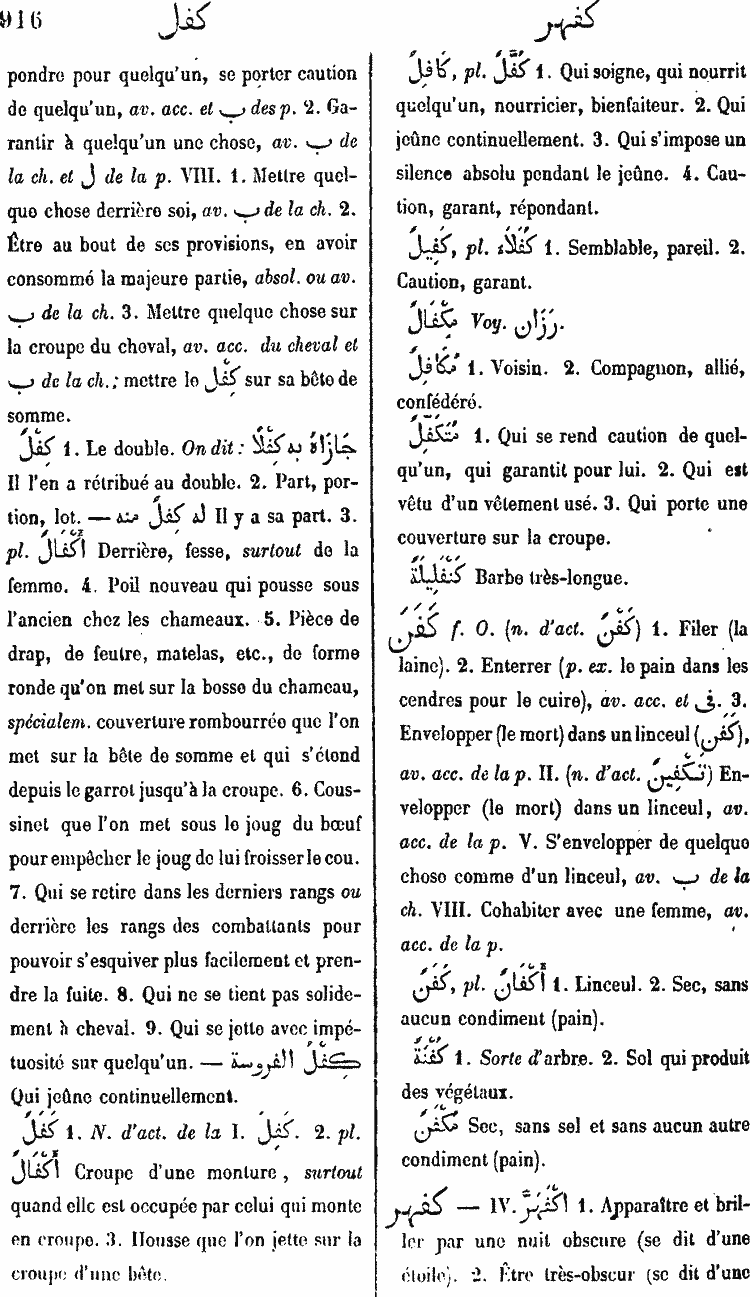 916
كفل
كفهر
pondre pour quelqu'un, se porter caution
de quelqu'un, av. acc. et ب des p. 2. Ga-
rantir à quelqu'un une chose, av. ب de
la ch. et ل de la p. VIII. 1. Mettre quel-
que chose derrière soi, av. ب de la ch. 2.
Être au bout de ses provisions, en avoir
consommé la majeure partie, absol. ou av.
ب de la ch. 3. Mettre quelque chose sur
la croupe du cheval, av. acc. du cheval et
ب de la ch.; mettre le كِفْل sur sa bête de
somme.
كِفْلٌ 1. Le double. On dit : جَازَاهُ بِهِ كِفْلًا
Il l'en a rétribué au double. 2. Part, por-
tion, lot. — له كِفْلٌ منه Il y a sa part. 3.
pl. أَكْفَالٌ Derrière, fesse, surtout de la
femme. 4. Poil nouveau qui pousse sous
l'ancien chez les chameaux. 5. Pièce de
drap, de feutre, matelas, etc., de forme
ronde qu'on met sur la bosse du chameau,
spécialem. couverture rembourrée que l'on
met sur la bête de somme et qui s'étend
depuis le garrot jusqu'à la croupe. 6. Cous-
sinet que l'on met sous le joug du bœuf
pour empêcher le joug de lui froisser le cou.
7. Qui se retire dans les derniers rangs ou
derrière les rangs des combattants pour
pouvoir s'esquiver plus facilement et pren-
dre la fuite. 8. Qui ne se tient pas solide-
ment à cheval. 9. Qui se jette avec impé-
tuosité sur quelqu'un. — كِفْلُ الفروسة
Qui jeûne continuellement.
كَفَلٌ 1. N. d'act. de la I. كَفَلَ. 2. pl.
أَكْفَالٌ Croupe d'une monture, surtout
quand elle est occupée par celui qui monte
en croupe. 3. Housse que l'on jette sur la
croupe d'une bête.
كَافِلٌ, pl. كُفَّلٌ 1. Qui soigne, qui nourrit
quelqu'un, nourricier, bienfaiteur. 2. Qui
jeûne continuellement. 3. Qui s'impose un
silence absolu pendant le jeûne. 4. Cau-
tion, garant, répondant.
كَفِيلٌ, pl. كُفَلَاءُ 1. Semblable, pareil. 2.
Caution, garant.
مِكْفَالٌ Voy. رَزَان.
مُكَافِلٌ 1. Voisin. 2. Compagnon, allié,
confédéré.
مُتَكَفِّلٌ 1. Qui se rend caution de quel-
qu'un, qui garantit pour lui. 2. Qui est
vêtu d'un vêtement usé. 3. Qui porte une
couverture sur la croupe.
كَنْفَلِيلَةٌ Barbe très-longue.
كَفَنَ f. O. (n. d'act. كَفْنٌ) 1. Filer (la
laine). 2. Enterrer (p. ex. le pain dans les
cendres pour le cuire), av. acc. et فى. 3.
Envelopper (le mort) dans un linceul (كَفَن),
av. acc. de la p. II. (n. d'act. تَكْفِينٌ) En-
velopper (le mort) dans un linceul, av.
acc. de la p. V. S'envelopper de quelque
chose comme d'un linceul, av. ب de la
ch. VIII. Cohabiter avec une femme, av.
acc. de la p.
كَفَنٌ, pl. أَكْفَانٌ 1. Linceul. 2. Sec, sans
aucun condiment (pain).
كَفْنَةٌ 1. Sorte d'arbre. 2. Sol qui produit
des végétaux.
مُكَفَّنٌ Sec, sans sel et sans aucun autre
condiment (pain).
كفهر — IV. اكْفَهَرَّ 1. Apparaître et bril-
ler par une nuit obscure (se dit d'une
étoile). 2. Être très-obscur (se dit d'une